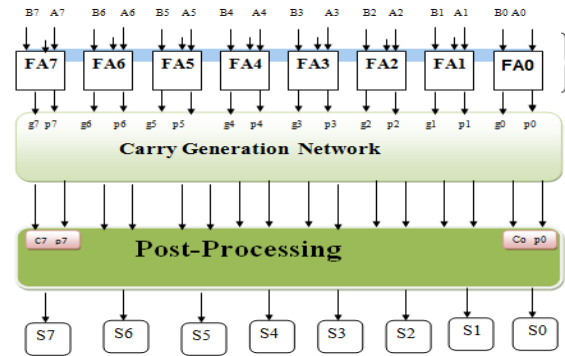 B7 A7 B6 A6 B5 A5 B4 A4 B3 A3 B2 A2 B1 A1 B0 A0
FA7 FA6 FA5 FA4 FA3 FA2 FA1 FA0
g7 p7 g6 p6 g5 p5 g4 p4 g3 p3 g2 p2 g1 p1 g0 p0
Carry Generation Network
C7 p7 Co p0
Post-Processing
S7 S6 S5 S4 S3 S2 S1 S0